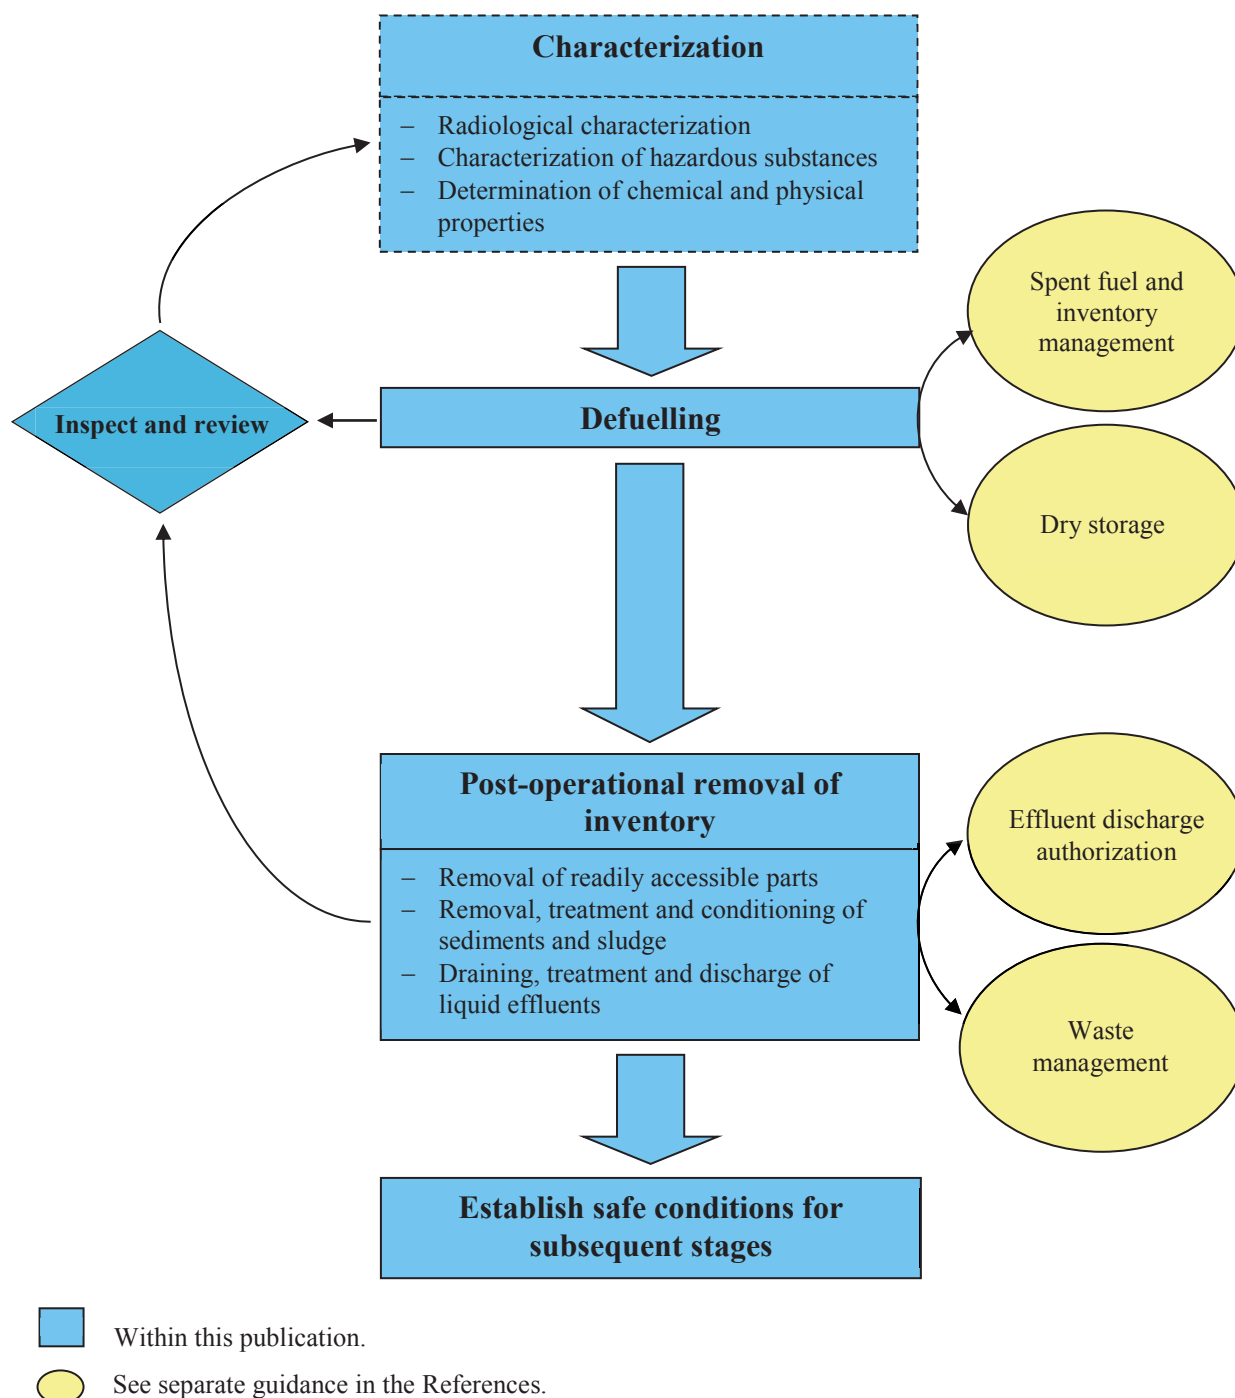 Characterization
– Radiological characterization
– Characterization of hazardous substances
– Determination of chemical and physical
properties
Spent fuel and
inventory
management
Inspect and review
Defuelling
Dry storage
Post-operational removal of
inventory
– Removal of readily accessible parts
– Removal, treatment and conditioning of
sediments and sludge
– Draining, treatment and discharge of
liquid effluents
Effluent discharge
authorization
Waste
management
Establish safe conditions for
subsequent stages
Within this publication.
See separate guidance in the References.